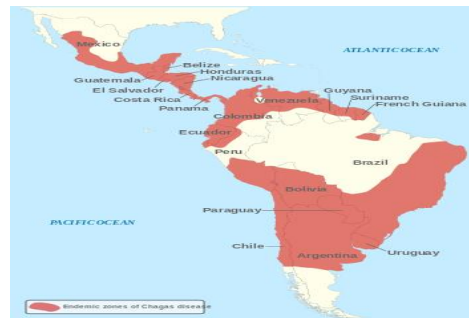 Mexico
ATLANTIC OCEAN
Belize
Honduras
Guatemala
Nicaragua
El Salvador
Costa Rica
Panama
Guyana
Suriname
Venezuela
French Guiana
Colombia
Ecuador
Peru
Brazil
Bolivia
Paraguay
PACIFIC OCEAN
Chile
Uruguay
Argentina
Endemic zones of Chagas disease